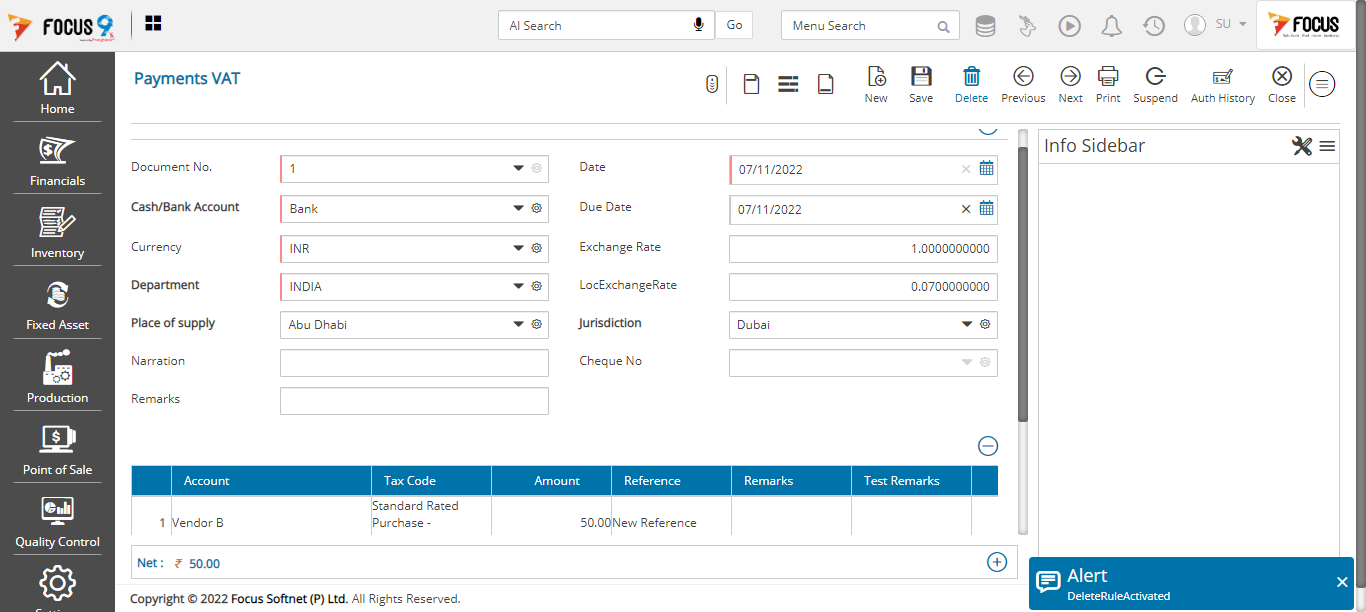 FOCUS 9
AI Search
Go
Menu Search
SU
FOCUS
Home
Financials
Inventory
Fixed Asset
Production
Point of Sale
Quality Control
Payments VAT
New Save Delete Previous Next Print Suspend Auth History Close
Info Sidebar
Document No. 1 Date 07/11/2022
Cash/Bank Account Bank Due Date 07/11/2022
Currency INR Exchange Rate 1.0000000000
Department INDIA LocExchangeRate 0.0700000000
Place of supply Abu Dhabi Jurisdiction Dubai
Narration Cheque No
Remarks
Account Tax Code Amount Reference Remarks Test Remarks
1 Vendor B Standard Rated Purchase - 50.00 New Reference
Net : ₹ 50.00
Copyright © 2022 Focus Softnet (P) Ltd. All Rights Reserved.
Alert
DeleteRuleActivated